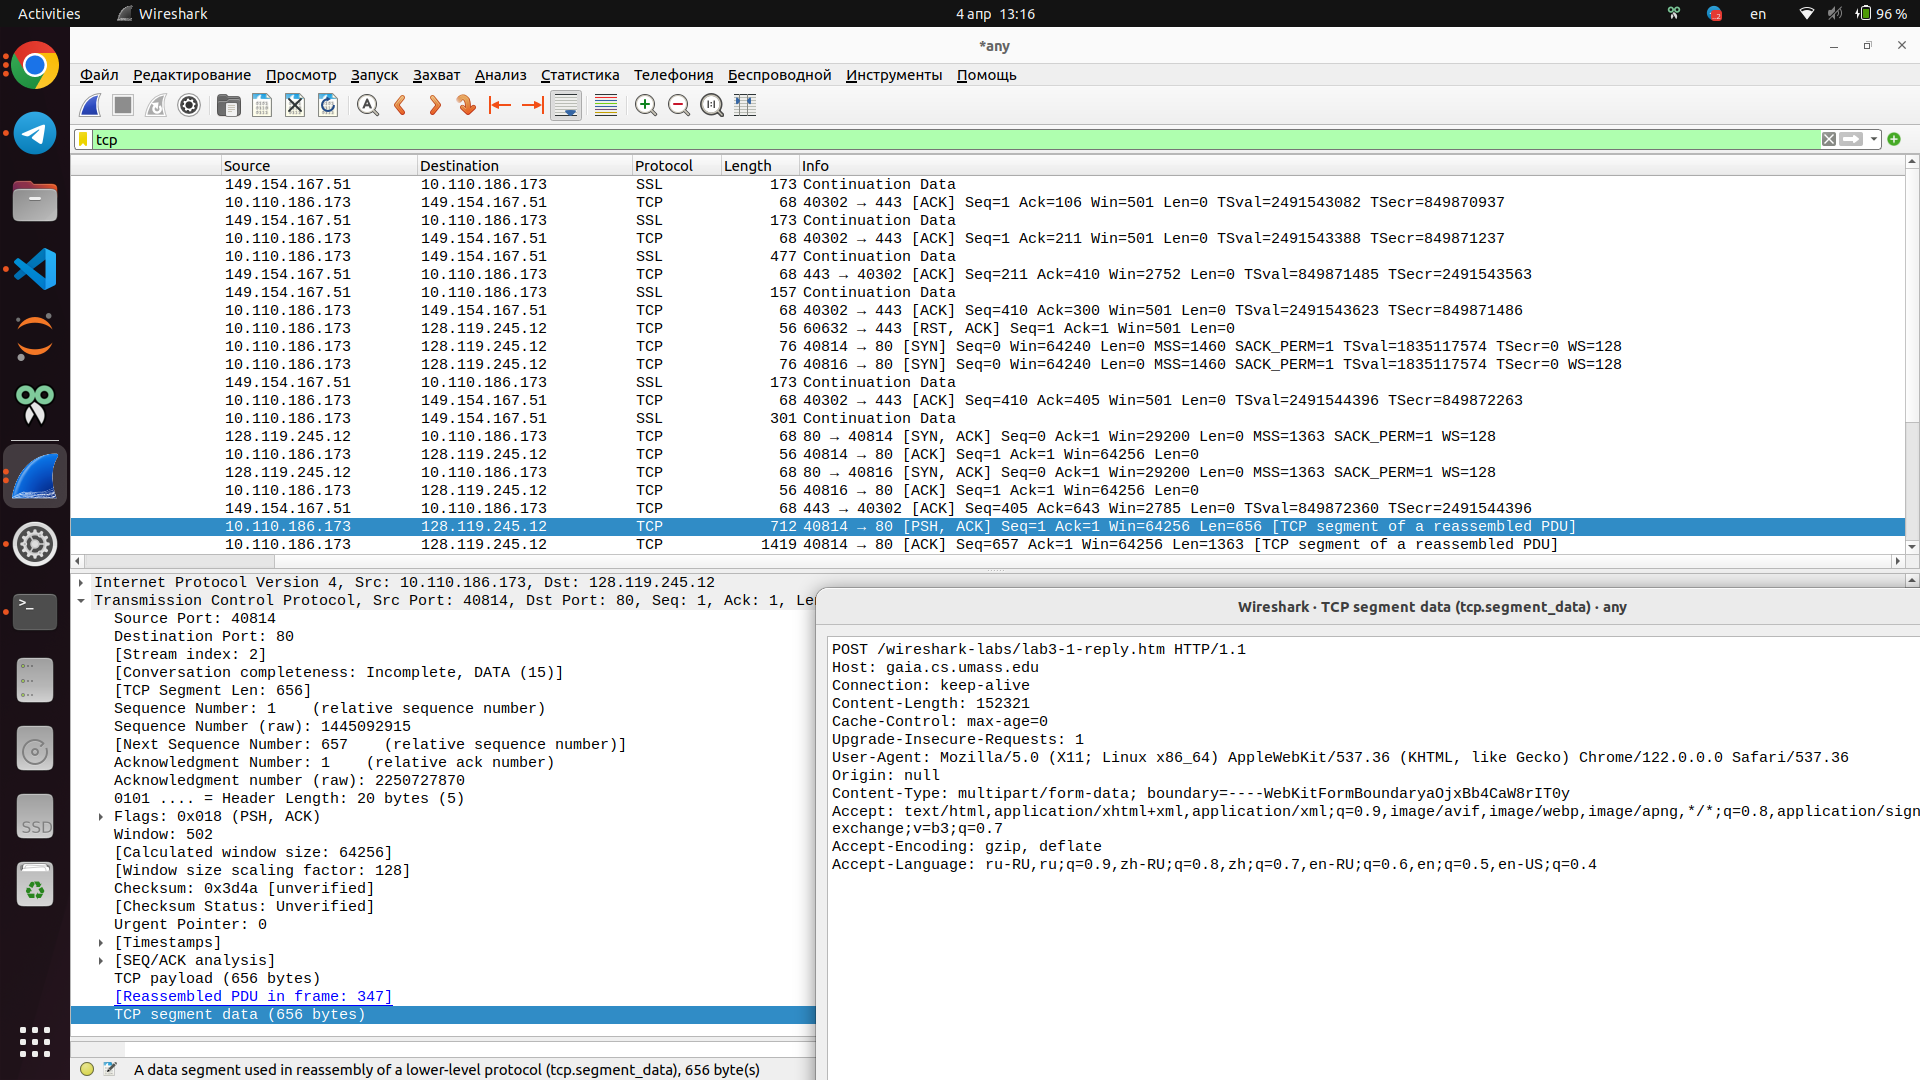 Activities
Wireshark
4 апр 13:16
en
96 %
*any
Файл Редактирование Просмотр Запуск Захват Анализ Статистика Телефония Беспроводной Инструменты Помощь
tcp
Source Destination Protocol Length Info
149.154.167.51 10.110.186.173 SSL 173 Continuation Data
10.110.186.173 149.154.167.51 TCP 68 40302 → 443 [ACK] Seq=1 Ack=106 Win=501 Len=0 TSval=2491543082 TSecr=849870937
149.154.167.51 10.110.186.173 SSL 173 Continuation Data
10.110.186.173 149.154.167.51 TCP 68 40302 → 443 [ACK] Seq=1 Ack=211 Win=501 Len=0 TSval=2491543388 TSecr=849871237
10.110.186.173 149.154.167.51 SSL 477 Continuation Data
149.154.167.51 10.110.186.173 TCP 68 443 → 40302 [ACK] Seq=211 Ack=410 Win=2752 Len=0 TSval=849871485 TSecr=2491543563
149.154.167.51 10.110.186.173 SSL 157 Continuation Data
10.110.186.173 149.154.167.51 TCP 68 40302 → 443 [ACK] Seq=410 Ack=300 Win=501 Len=0 TSval=2491543623 TSecr=849871486
10.110.186.173 128.119.245.12 TCP 56 60632 → 443 [RST, ACK] Seq=1 Ack=1 Win=501 Len=0
10.110.186.173 128.119.245.12 TCP 76 40814 → 80 [SYN] Seq=0 Win=64240 Len=0 MSS=1460 SACK_PERM=1 TSval=1835117574 TSecr=0 WS=128
10.110.186.173 128.119.245.12 TCP 76 40816 → 80 [SYN] Seq=0 Win=64240 Len=0 MSS=1460 SACK_PERM=1 TSval=1835117574 TSecr=0 WS=128
149.154.167.51 10.110.186.173 SSL 173 Continuation Data
10.110.186.173 149.154.167.51 TCP 68 40302 → 443 [ACK] Seq=410 Ack=405 Win=501 Len=0 TSval=2491544396 TSecr=849872263
10.110.186.173 149.154.167.51 SSL 301 Continuation Data
128.119.245.12 10.110.186.173 TCP 68 80 → 40814 [SYN, ACK] Seq=0 Ack=1 Win=29200 Len=0 MSS=1363 SACK_PERM=1 WS=128
10.110.186.173 128.119.245.12 TCP 56 40814 → 80 [ACK] Seq=1 Ack=1 Win=64256 Len=0
128.119.245.12 10.110.186.173 TCP 68 80 → 40816 [SYN, ACK] Seq=0 Ack=1 Win=29200 Len=0 MSS=1363 SACK_PERM=1 WS=128
10.110.186.173 128.119.245.12 TCP 56 40816 → 80 [ACK] Seq=1 Ack=1 Win=64256 Len=0
149.154.167.51 10.110.186.173 TCP 68 443 → 40302 [ACK] Seq=405 Ack=643 Win=2785 Len=0 TSval=849872360 TSecr=2491544396
10.110.186.173 128.119.245.12 TCP 712 40814 → 80 [PSH, ACK] Seq=1 Ack=1 Win=64256 Len=656 [TCP segment of a reassembled PDU]
10.110.186.173 128.119.245.12 TCP 1419 40814 → 80 [ACK] Seq=657 Ack=1 Win=64256 Len=1363 [TCP segment of a reassembled PDU]
Internet Protocol Version 4, Src: 10.110.186.173, Dst: 128.119.245.12
Transmission Control Protocol, Src Port: 40814, Dst Port: 80, Seq: 1, Ack: 1, Le
Source Port: 40814
Destination Port: 80
[Stream index: 2]
[Conversation completeness: Incomplete, DATA (15)]
[TCP Segment Len: 656]
Sequence Number: 1 (relative sequence number)
Sequence Number (raw): 1445092915
[Next Sequence Number: 657 (relative sequence number)]
Acknowledgment Number: 1 (relative ack number)
Acknowledgment number (raw): 2250727870
0101 .... = Header Length: 20 bytes (5)
Flags: 0x018 (PSH, ACK)
Window: 502
[Calculated window size: 64256]
[Window size scaling factor: 128]
Checksum: 0x3d4a [unverified]
[Checksum Status: Unverified]
Urgent Pointer: 0
[Timestamps]
[SEQ/ACK analysis]
TCP payload (656 bytes)
[Reassembled PDU in frame: 347]
TCP segment data (656 bytes)
A data segment used in reassembly of a lower-level protocol (tcp.segment_data), 656 byte(s)
Wireshark · TCP segment data (tcp.segment_data) · any
POST /wireshark-labs/lab3-1-reply.htm HTTP/1.1
Host: gaia.cs.umass.edu
Connection: keep-alive
Content-Length: 152321
Cache-Control: max-age=0
Upgrade-Insecure-Requests: 1
User-Agent: Mozilla/5.0 (X11; Linux x86_64) AppleWebKit/537.36 (KHTML, like Gecko) Chrome/122.0.0.0 Safari/537.36
Origin: null
Content-Type: multipart/form-data; boundary=----WebKitFormBoundaryaOjxBb4CaW8rIT0y
Accept: text/html,application/xhtml+xml,application/xml;q=0.9,image/avif,image/webp,image/apng,*/*;q=0.8,application/sign
exchange;v=b3;q=0.7
Accept-Encoding: gzip, deflate
Accept-Language: ru-RU,ru;q=0.9,zh-RU;q=0.8,zh;q=0.7,en-RU;q=0.6,en;q=0.5,en-US;q=0.4
SSD